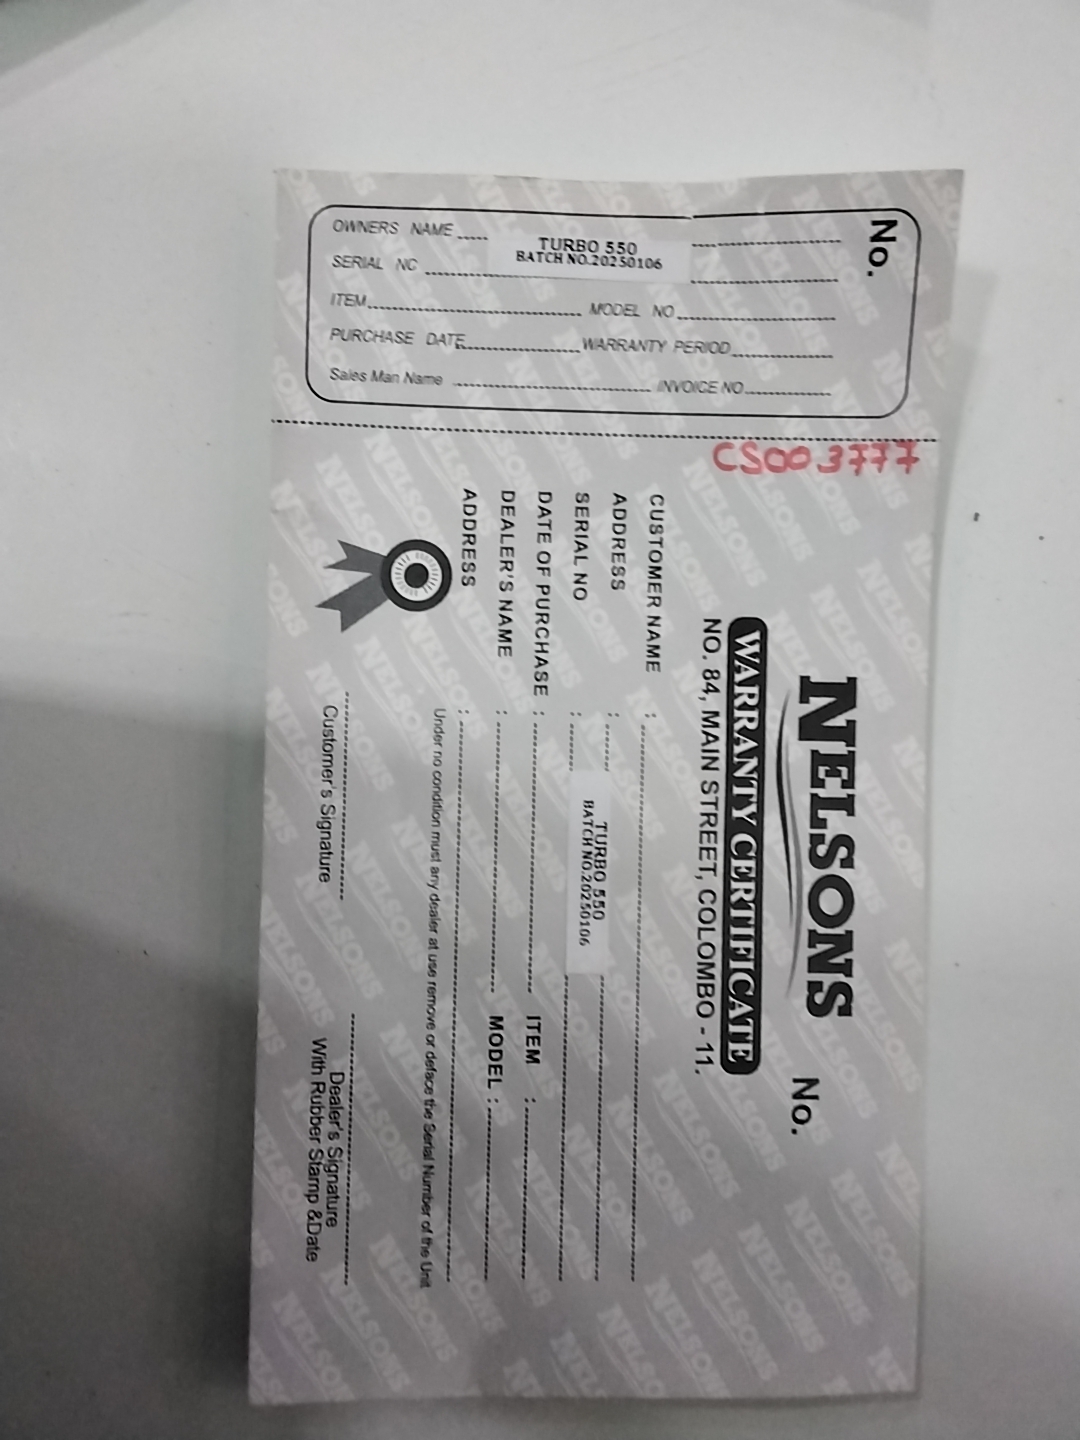 No.
OWNERS NAME
TURBO 550
BATCH NO.20250106
SERIAL NO
ITEM MODEL NO
PURCHASE DATE WARRANTY PERIOD
Sales Man Name INVOICE NO
CS003777
NELSONS No.
WARRANTY CERTIFICATE
NO. 84, MAIN STREET, COLOMBO - 11.
CUSTOMER NAME :
ADDRESS :
TURBO 550
BATCH NO.20250106
SERIAL NO :
DATE OF PURCHASE : ITEM :
DEALER'S NAME : MODEL :
ADDRESS :
Under no condition must any dealer at use remove or deface the Serial Number of the Unit
Customer's Signature
Dealer's Signature
With Rubber Stamp &Date